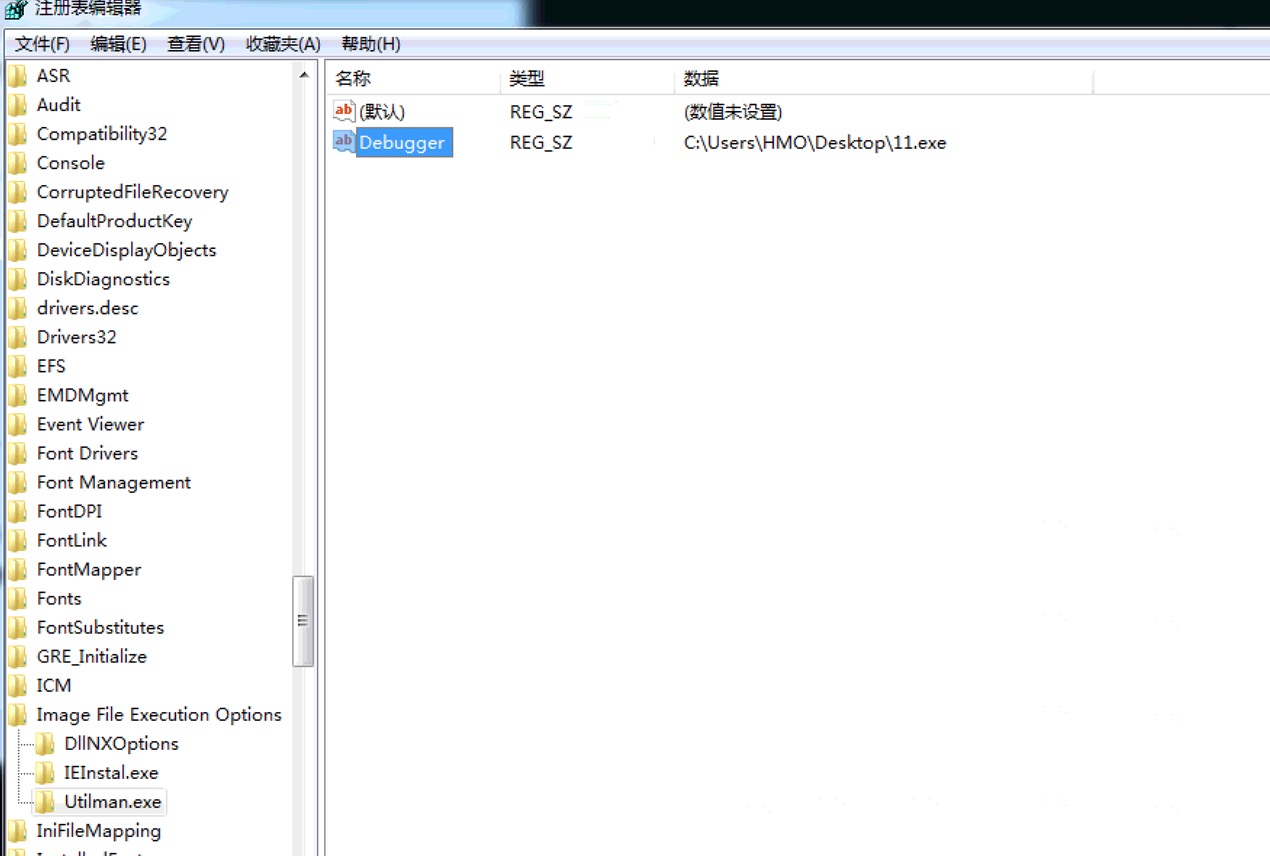 注册表编辑器
文件(F) 编辑(E) 查看(V) 收藏夹(A) 帮助(H)
ASR
Audit
Compatibility32
Console
CorruptedFileRecovery
DefaultProductKey
DeviceDisplayObjects
DiskDiagnostics
drivers.desc
Drivers32
EFS
EMDMgmt
Event Viewer
Font Drivers
Font Management
FontDPI
FontLink
FontMapper
Fonts
FontSubstitutes
GRE_Initialize
ICM
Image File Execution Options
DllNXOptions
IEInstal.exe
Utilman.exe
IniFileMapping
名称 类型 数据
ab (默认) REG_SZ (数值未设置)
ab Debugger REG_SZ C:\Users\HMO\Desktop\11.exe